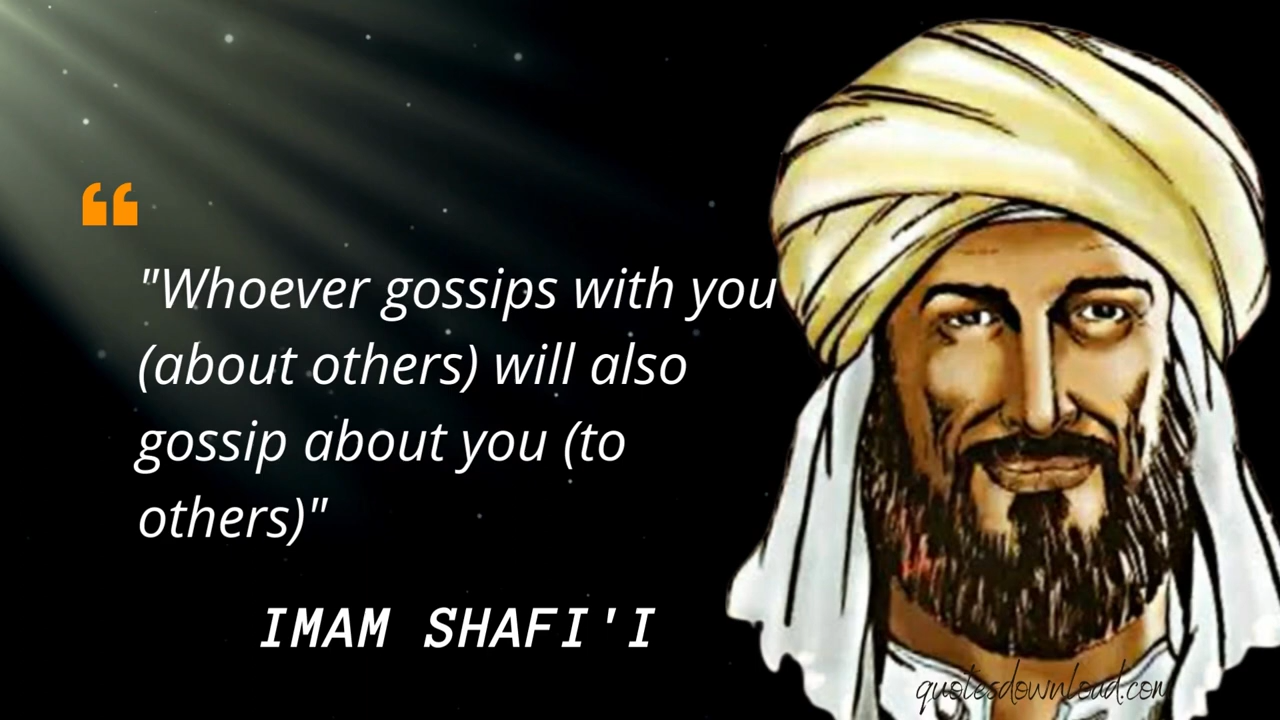 “
"Whoever gossips with you
(about others) will also
gossip about you (to
others)"
IMAM SHAFI'I
quotesdownload.com